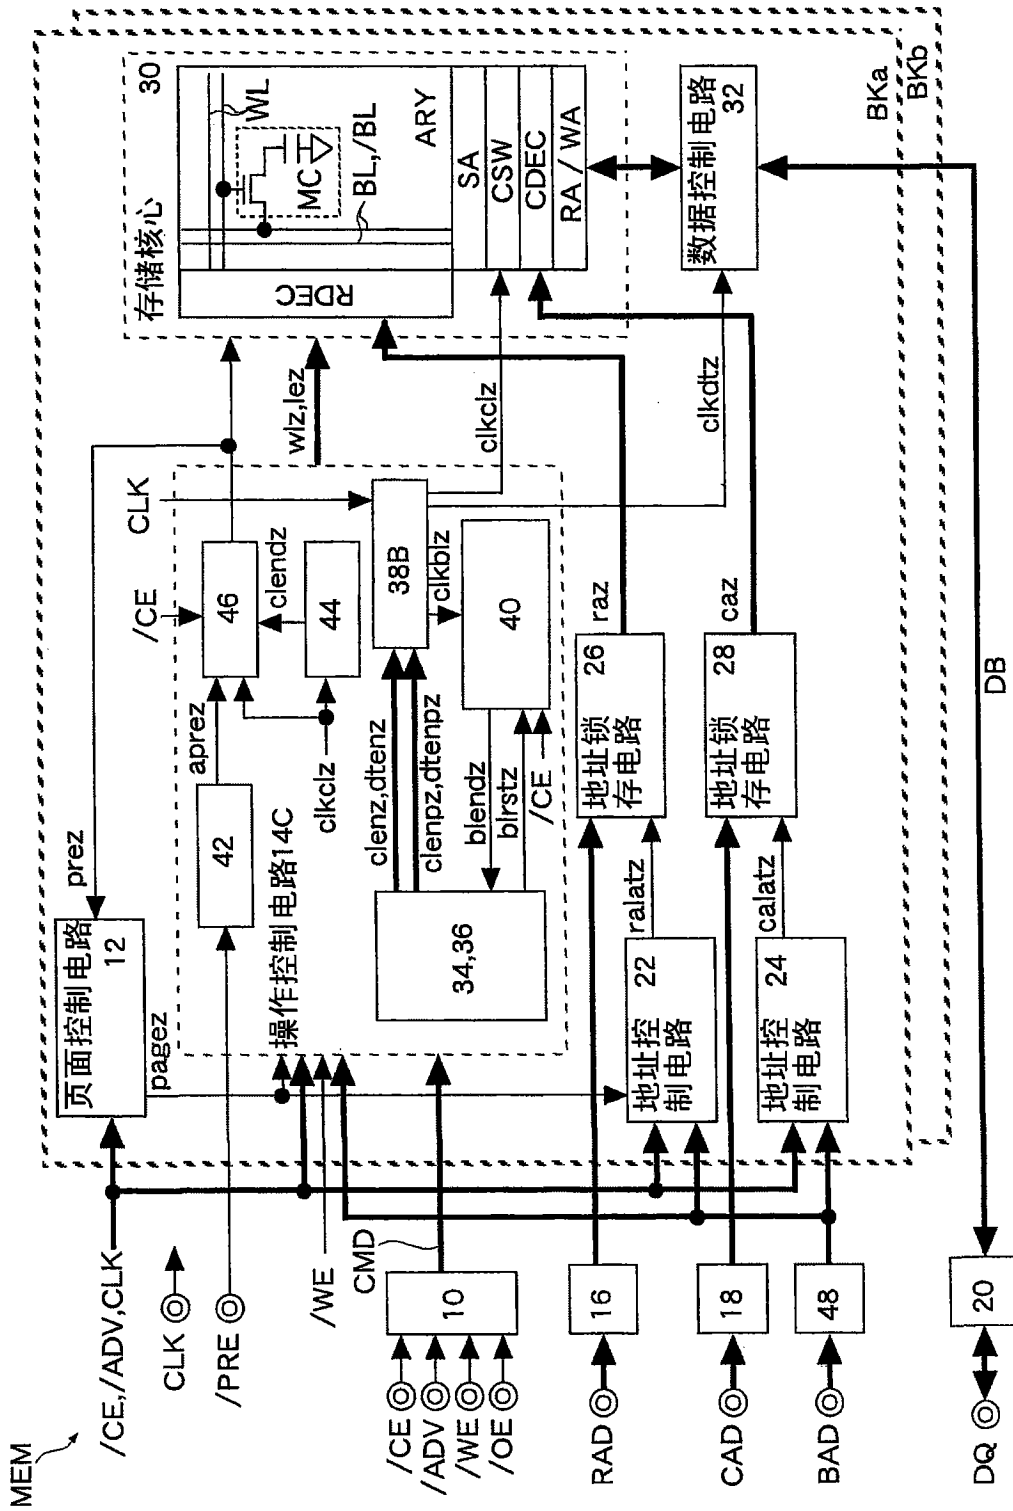 MEM
/CE,/ADV,CLK
CLK
/PRE
/WE
CMD
/CE
/ADV
/WE
/OE
10
RAD
16
CAD
18
BAD
48
DQ
20
DB
页面控制电路
12
pagez
prez
操作控制电路14C
42
aprez
/CE
46
clendz
44
clkclz
CLK
34,36
clenz,dtenz
clenpz,dtenpz
38B
clkblz
40
blendz
blrstz
/CE
wlz,lez
clkclz
clkdtz
地址控
制电路
22
ralatz
地址锁
存电路
26
raz
地址控
制电路
24
calatz
地址锁
存电路
28
caz
存储核心
30
RDEC
WL
MC
BL,/BL
ARY
SA
CSW
CDEC
RA / WA
数据控制电路
32
BKa
BKb